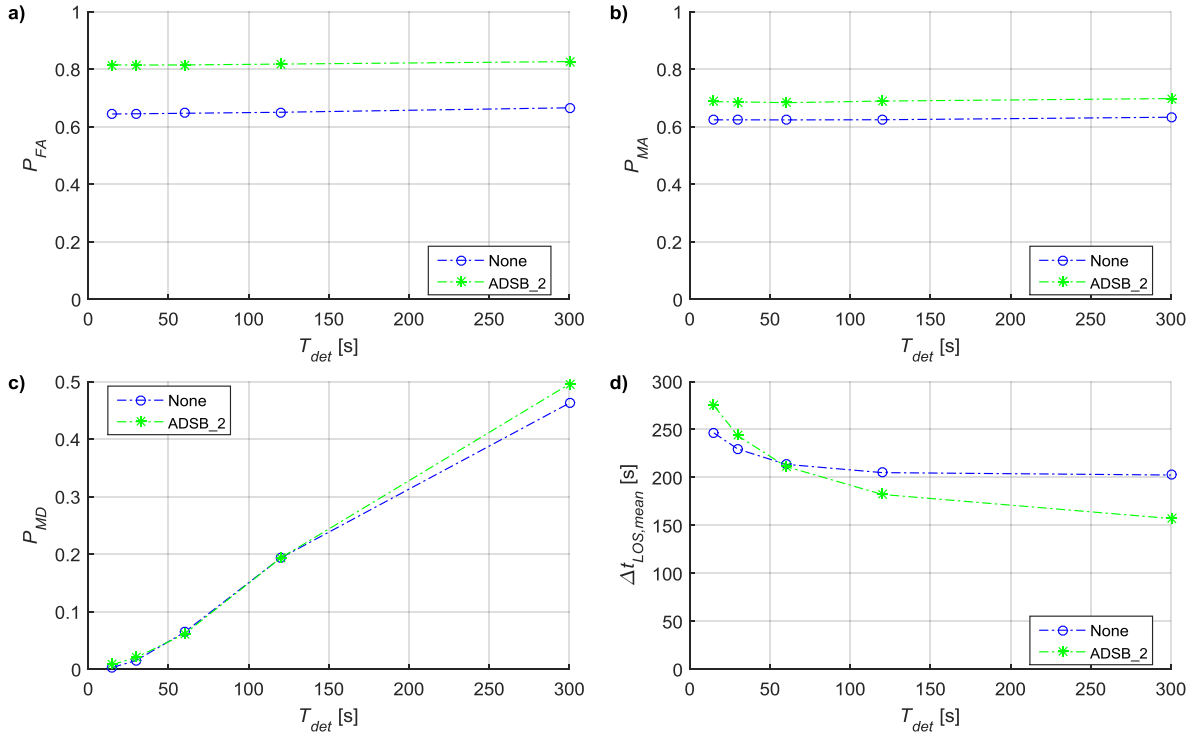 a)
1
0.8
0.6
0.4
0.2
0
P_FA
0 50 100 150 200 250 300
T_det [s]
None
ADSB_2
b)
1
0.8
0.6
0.4
0.2
0
P_MA
0 50 100 150 200 250 300
T_det [s]
None
ADSB_2
c)
0.5
0.4
0.3
0.2
0.1
0
P_MD
0 50 100 150 200 250 300
T_det [s]
None
ADSB_2
d)
300
250
200
150
200
150
100
50
0
Δt_LOS,mean [s]
0 50 100 150 200 250 300
T_det [s]
None
ADSB_2